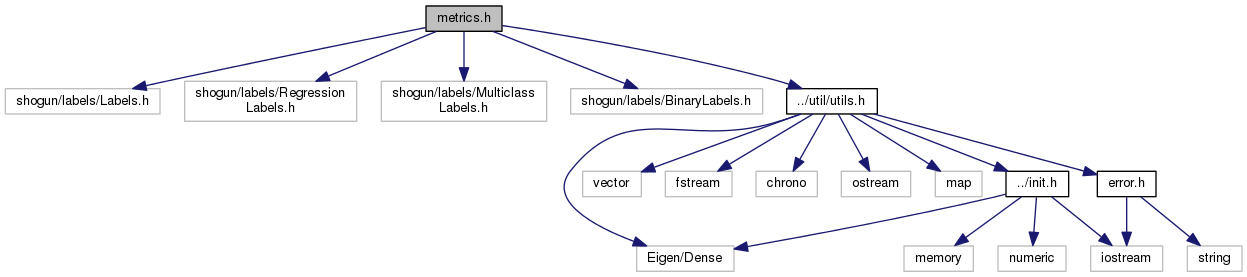 metrics.h
shogun/labels/Labels.h
shogun/labels/Regression
Labels.h
shogun/labels/Multiclass
Labels.h
shogun/labels/BinaryLabels.h
../util/utils.h
vector
fstream
chrono
ostream
map
../init.h
error.h
Eigen/Dense
memory
numeric
iostream
string